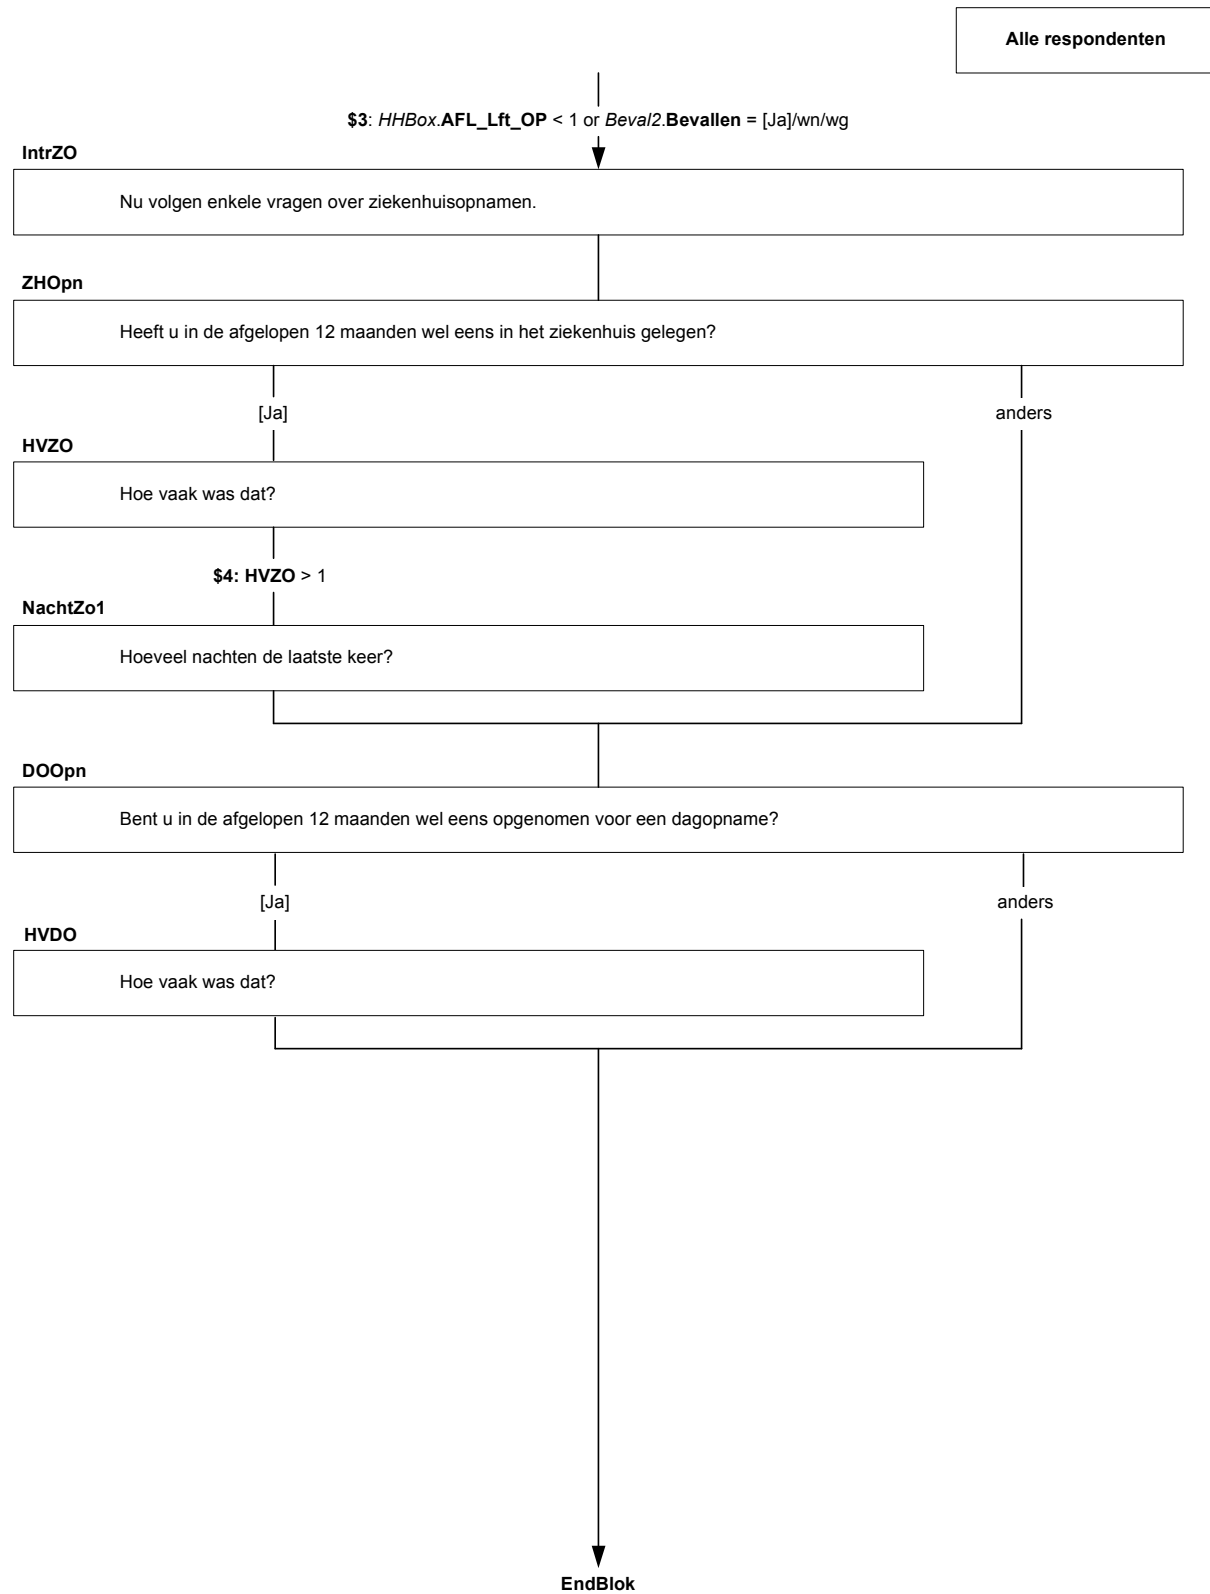 Alle respondenten
$3: HHBox.AFL_Lft_OP < 1 or Beval2.Bevallen = [Ja]/wn/wg
IntrZO
Nu volgen enkele vragen over ziekenhuisopnamen.
ZHOpn
Heeft u in de afgelopen 12 maanden wel eens in het ziekenhuis gelegen?
[Ja] anders
HVZO
Hoe vaak was dat?
$4: HVZO > 1
NachtZo1
Hoeveel nachten de laatste keer?
DOOpn
Bent u in de afgelopen 12 maanden wel eens opgenomen voor een dagopname?
[Ja] anders
HVDO
Hoe vaak was dat?
EndBlok